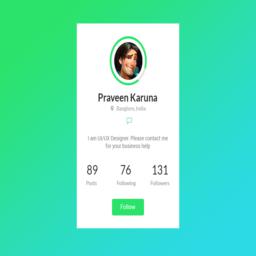 Praveen Karuna
Banglore,India
I am UI/UX Designer. Please contact me
for your business help
89 76 131
Posts Following Followers
Follow